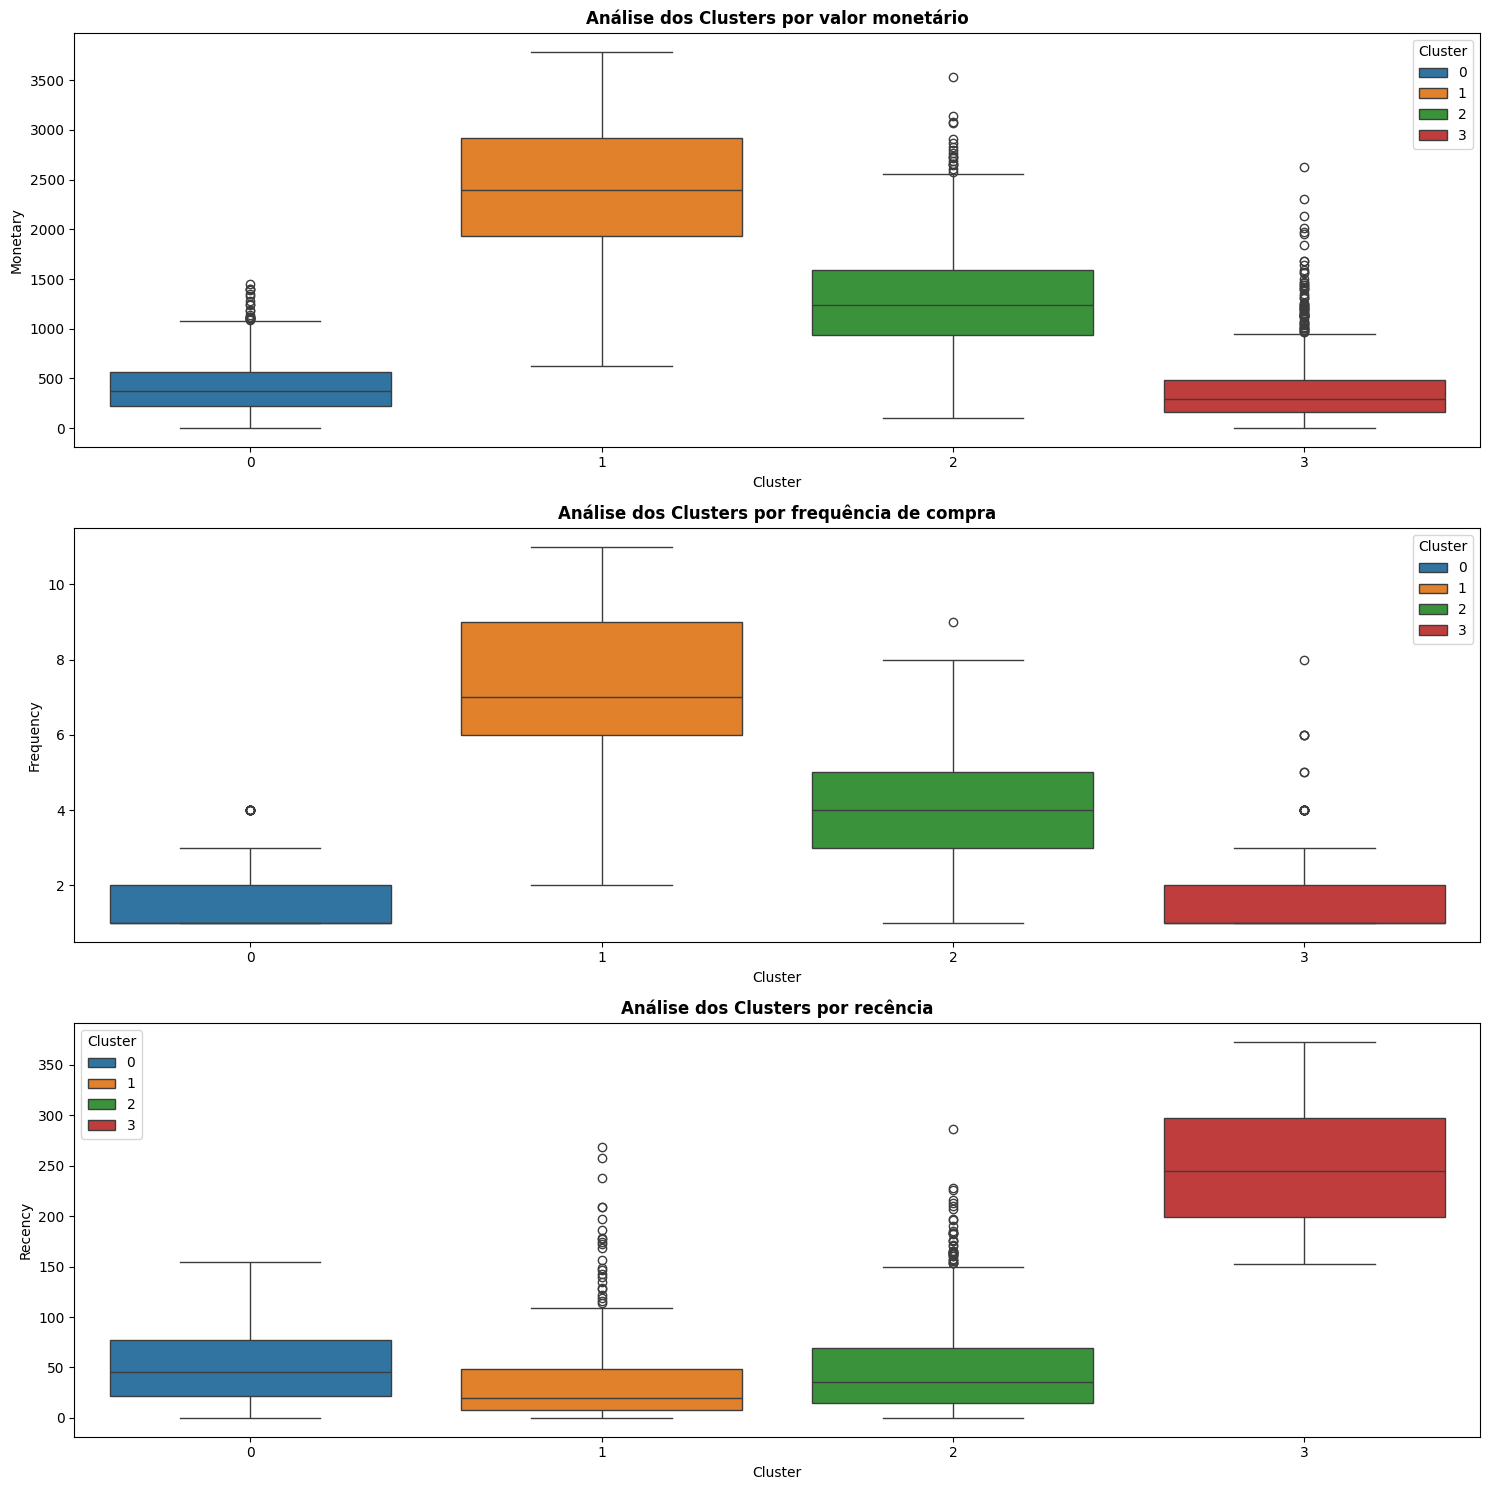 Análise dos Clusters por valor monetário
Cluster
0
1
2
3
3500
3000
2500
2000
1500
1000
500
0
Monetary
0 1 2 3
Cluster
Análise dos Clusters por frequência de compra
Cluster
0
1
2
3
10
8
6
4
2
Frequency
0 1 2 3
Cluster
Análise dos Clusters por recência
Cluster
0
1
2
3
350
300
250
200
150
100
50
0
Recency
0 1 2 3
Cluster